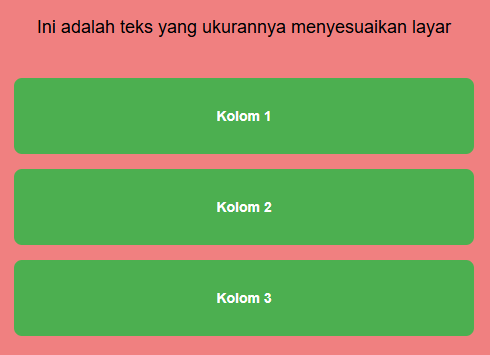 Ini adalah teks yang ukurannya menyesuaikan layar
Kolom 1
Kolom 2
Kolom 3